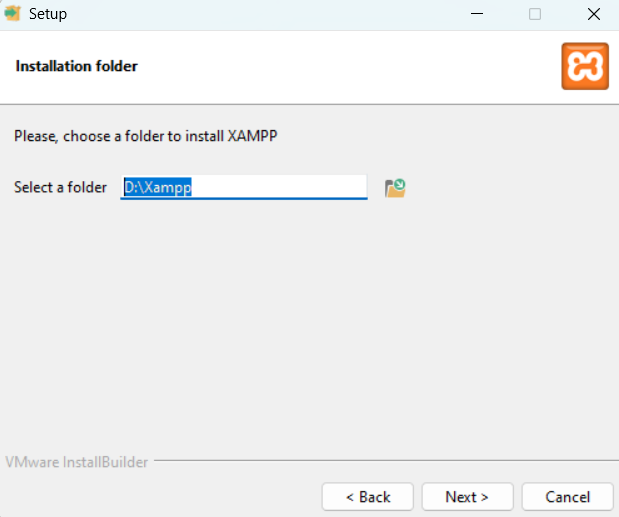 Setup
Installation folder
Please, choose a folder to install XAMPP
Select a folder D:\Xampp
VMware InstallBuilder
< Back Next > Cancel